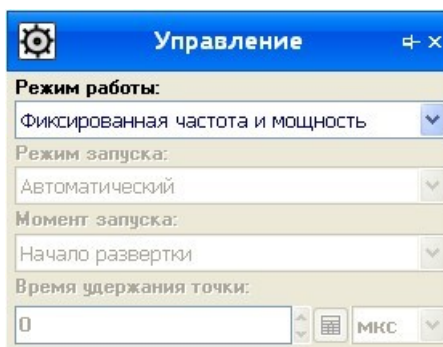 Управление
Режим работы:
Фиксированная частота и мощность
Режим запуска:
Автоматический
Момент запуска:
Начало развертки
Время удержания точки:
0 мкс